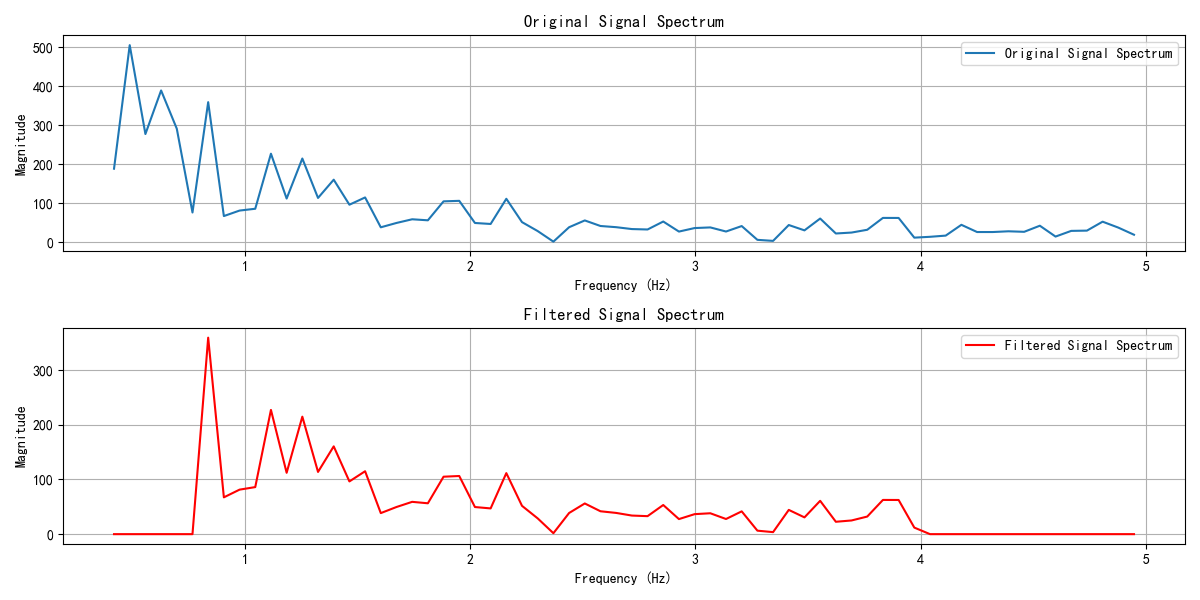 Original Signal Spectrum
Original Signal Spectrum
Magnitude
500
400
300
200
100
0
1
2
3
4
5
Frequency (Hz)
Filtered Signal Spectrum
Filtered Signal Spectrum
Magnitude
300
200
100
0
1
2
3
4
5
Frequency (Hz)